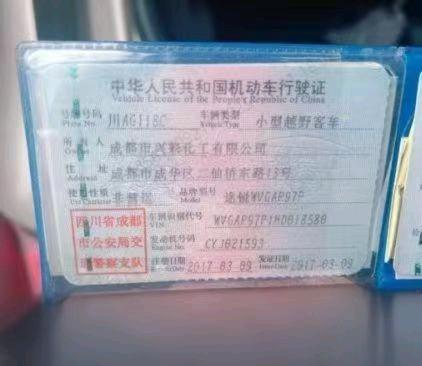 中华人民共和国机动车行驶证
Vehicle License of the People's Republic of China
号牌号码 川AG118C 车辆类型 小型越野客车
Plate No. Vehicle Type
所有人 成都市兴科化工有限公司
住址 成都市成华区二仙桥东路13号
使用性质 非营运 品牌型号 途锐WVGAP97P
Use Character Model
四川省成都 车辆识别代号 WVGAP97P1HD018580
VIN
市公安局交 发动机号码 CYJ021593
Engine No.
警察支队 注册日期 2017-03-09 发证日期 2017-03-09
Register Date Issue Date